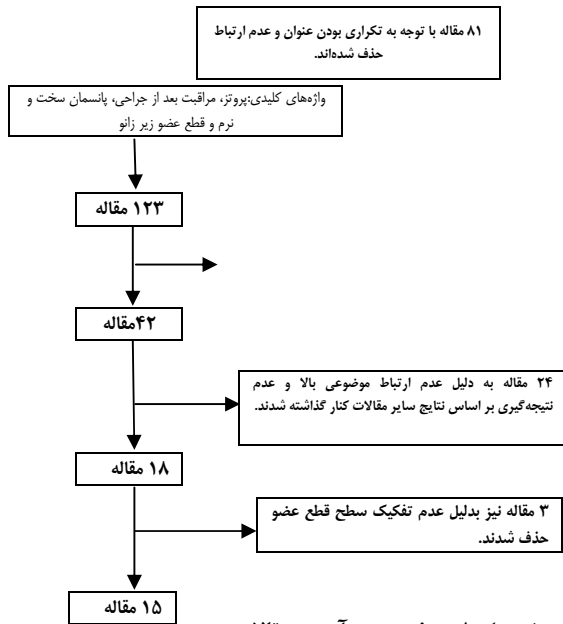 ۸۱ مقاله با توجه به تکراری بودن عنوان و عدم ارتباط
حذف شده‌اند.
واژه‌های کلیدی:پروتز، مراقبت بعد از جراحی، پانسمان سخت و
نرم و قطع عضو زیر زانو
۱۲۳ مقاله
۴۲مقاله
۲۴ مقاله به دلیل عدم ارتباط موضوعی بالا و عدم
نتیجه‌گیری بر اساس نتایج سایر مقالات کنار گذاشته شدند.
۱۸ مقاله
۳ مقاله نیز بدلیل عدم تفکیک سطح قطع عضو
حذف شدند.
۱۵ مقاله